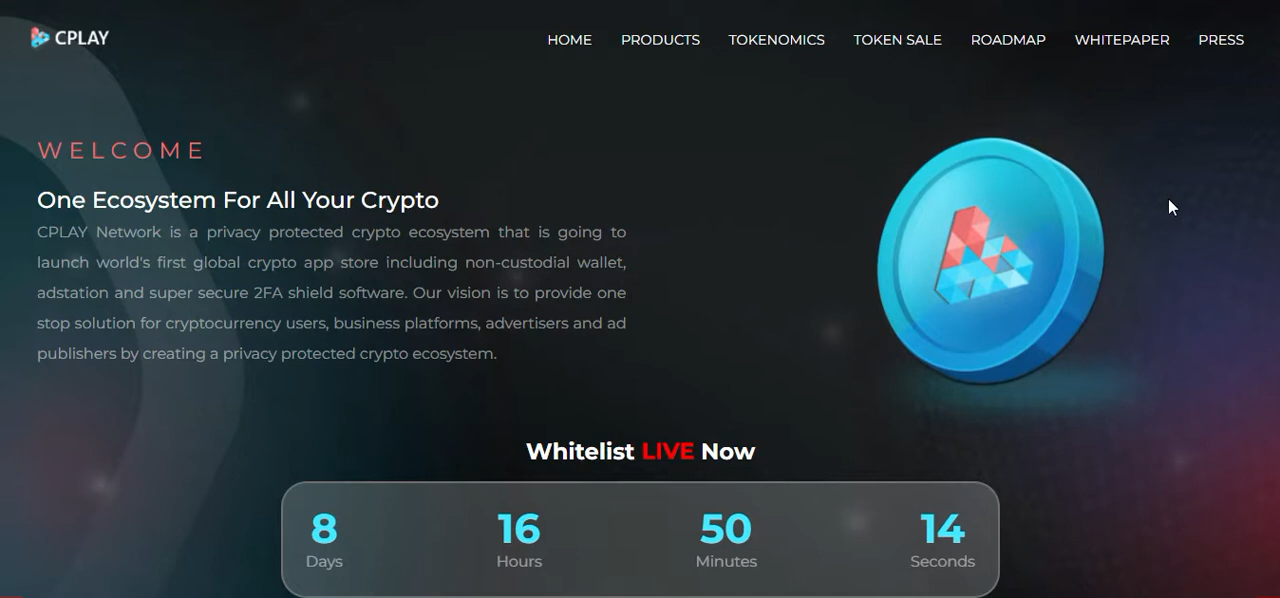 CPLAY
HOME PRODUCTS TOKENOMICS TOKEN SALE ROADMAP WHITEPAPER PRESS
WELCOME
One Ecosystem For All Your Crypto
CPLAY Network is a privacy protected crypto ecosystem that is going to
launch world's first global crypto app store including non-custodial wallet,
adstation and super secure 2FA shield software. Our vision is to provide one
stop solution for cryptocurrency users, business platforms, advertisers and ad
publishers by creating a privacy protected crypto ecosystem.
Whitelist LIVE Now
8 16 50 14
Days Hours Minutes Seconds